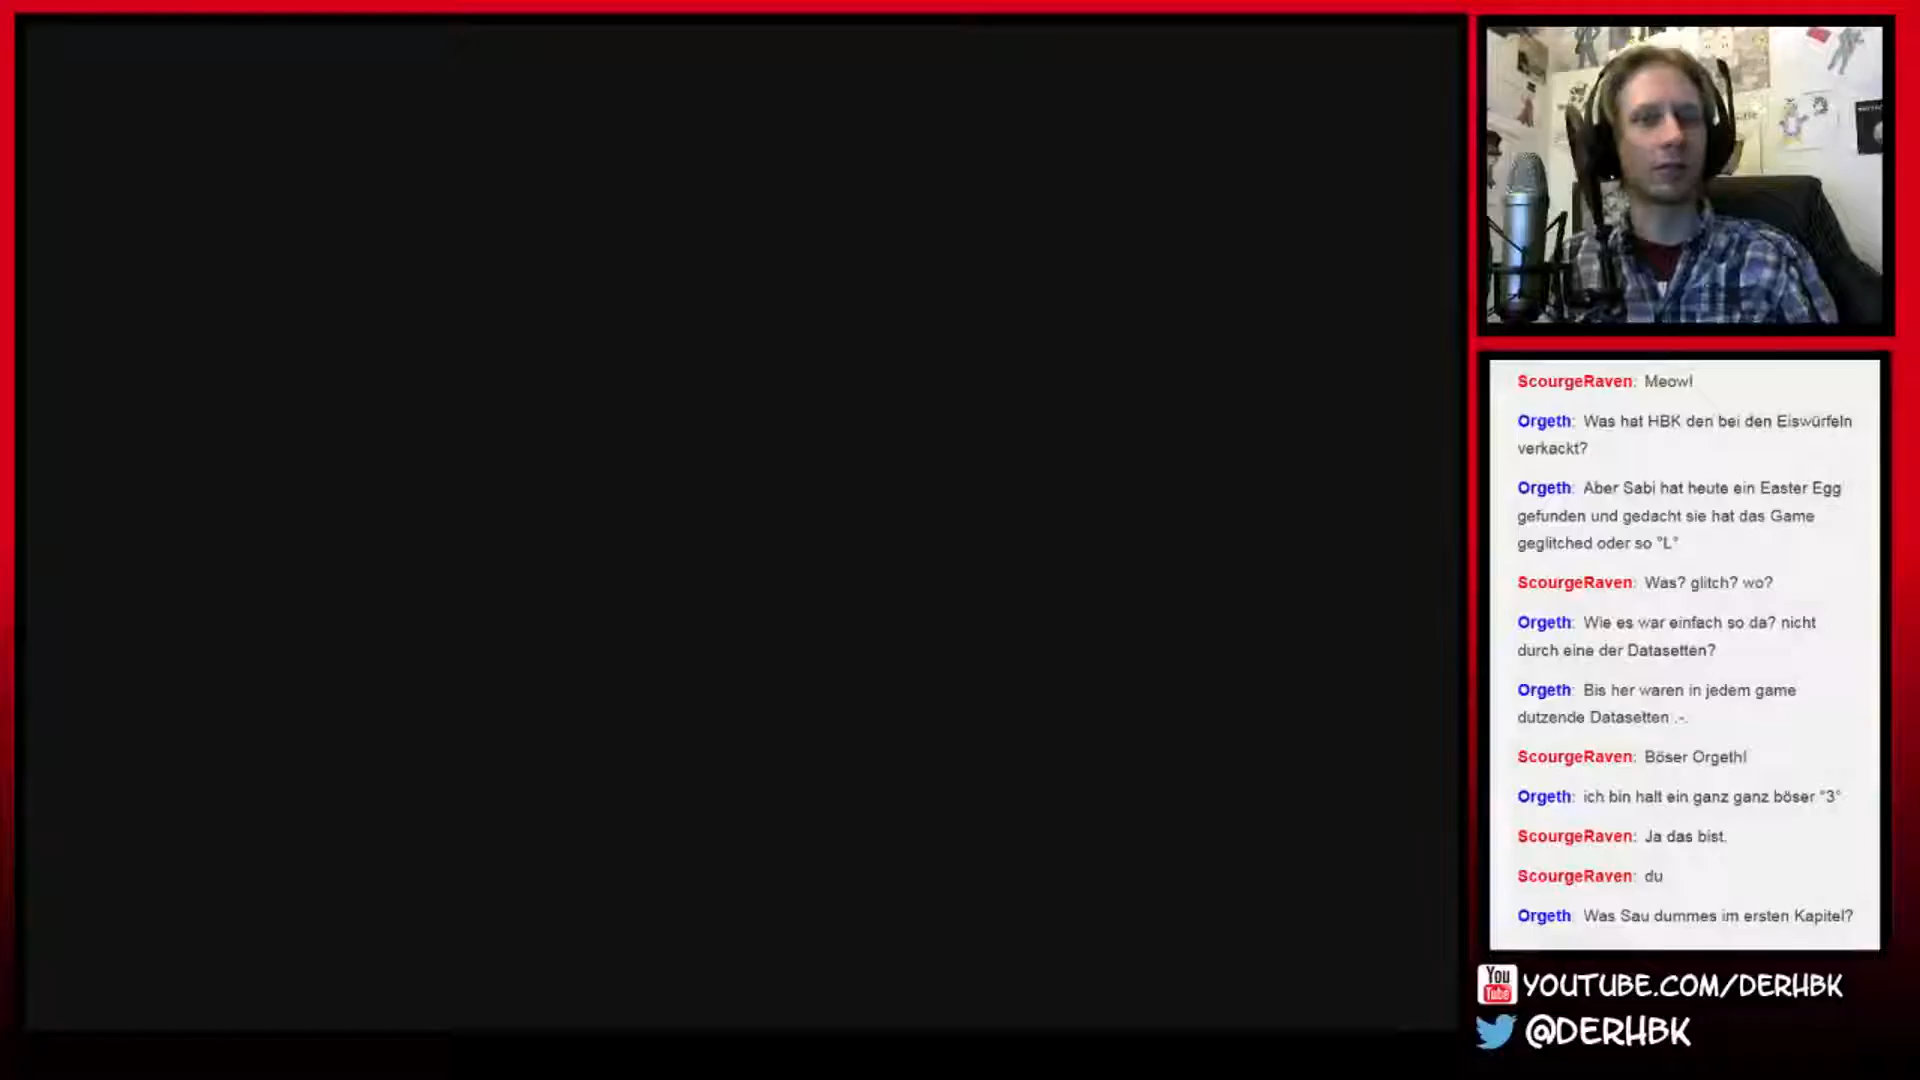 ScourgeRaven: Meow!
Orgeth: Was hat HBK den bei den Eiswürfeln
verkackt?
Orgeth: Aber Sabi hat heute ein Easter Egg
gefunden und gedacht sie hat das Game
geglitched oder so °L°
ScourgeRaven: Was? glitch? wo?
Orgeth: Wie es war einfach so da? nicht
durch eine der Datasetten?
Orgeth: Bis her waren in jedem game
dutzende Datasetten .-.
ScourgeRaven: Böser Orgeth!
Orgeth: ich bin halt ein ganz ganz böser °3°
ScourgeRaven: Ja das bist.
ScourgeRaven: du
Orgeth: Was Sau dummes im ersten Kapitel?
You Tube YOUTUBE.COM/DERHBK
@DERHBK